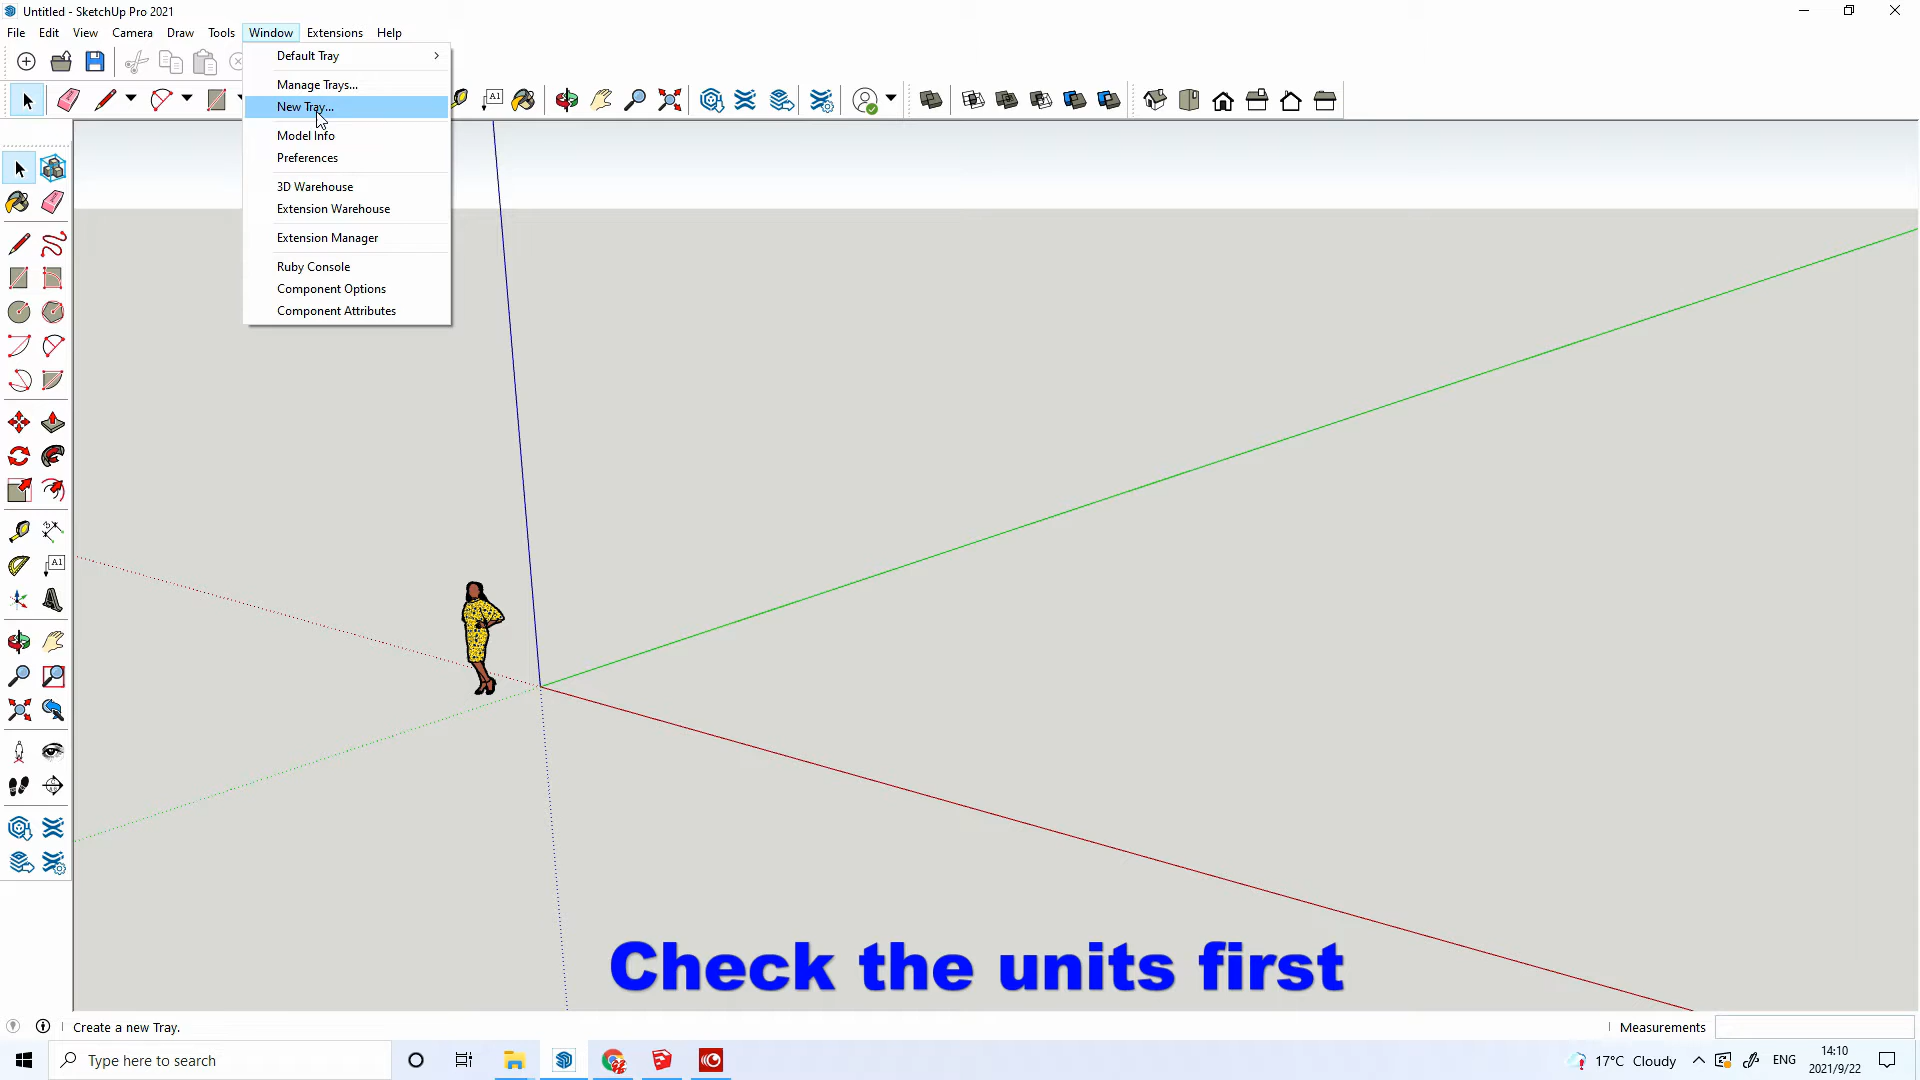 Untitled - SketchUp Pro 2021
File Edit View Camera Draw Tools Window Extensions Help
Default Tray
Manage Trays...
New Tray...
Model Info
Preferences
3D Warehouse
Extension Warehouse
Extension Manager
Ruby Console
Component Options
Component Attributes
A1
A1
Check the units first
Create a new Tray.
Measurements
Type here to search
17°C Cloudy
ENG
14:10
2021/9/22